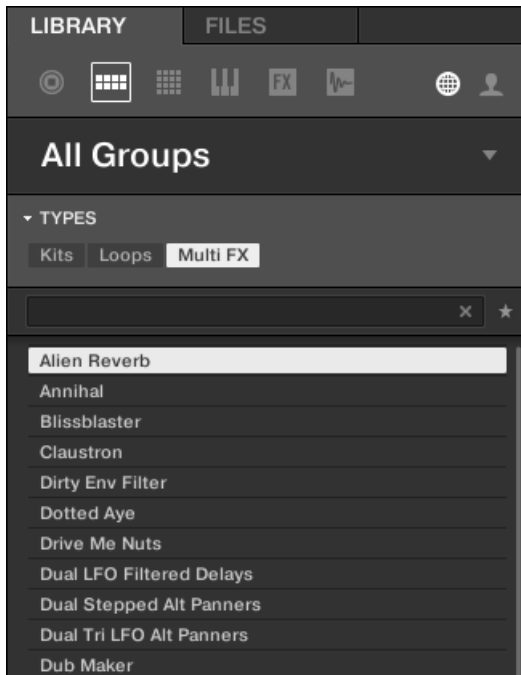 LIBRARY FILES
FX
All Groups
TYPES
Kits Loops Multi FX
Alien Reverb
Annihal
Blissblaster
Claustron
Dirty Env Filter
Dotted Aye
Drive Me Nuts
Dual LFO Filtered Delays
Dual Stepped Alt Panners
Dual Tri LFO Alt Panners
Dub Maker